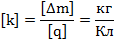 [k] = [Δm] / [q] = кг / Кл